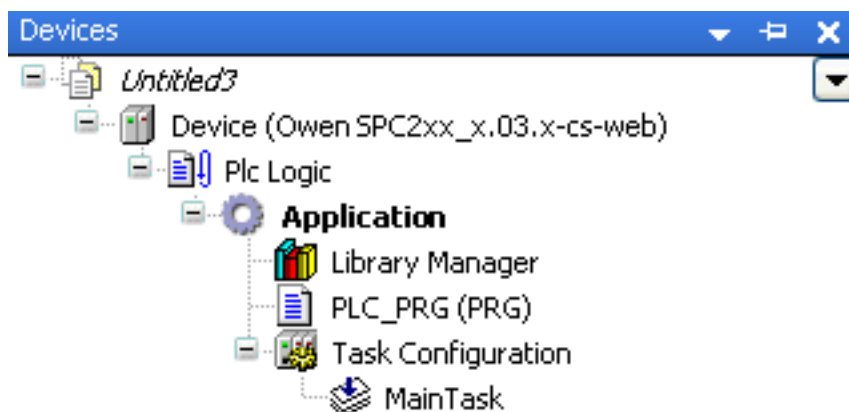 Devices
Untitled3
Device (Owen SPC2xx_x.03.x-cs-web)
Plc Logic
Application
Library Manager
PLC_PRG (PRG)
Task Configuration
MainTask